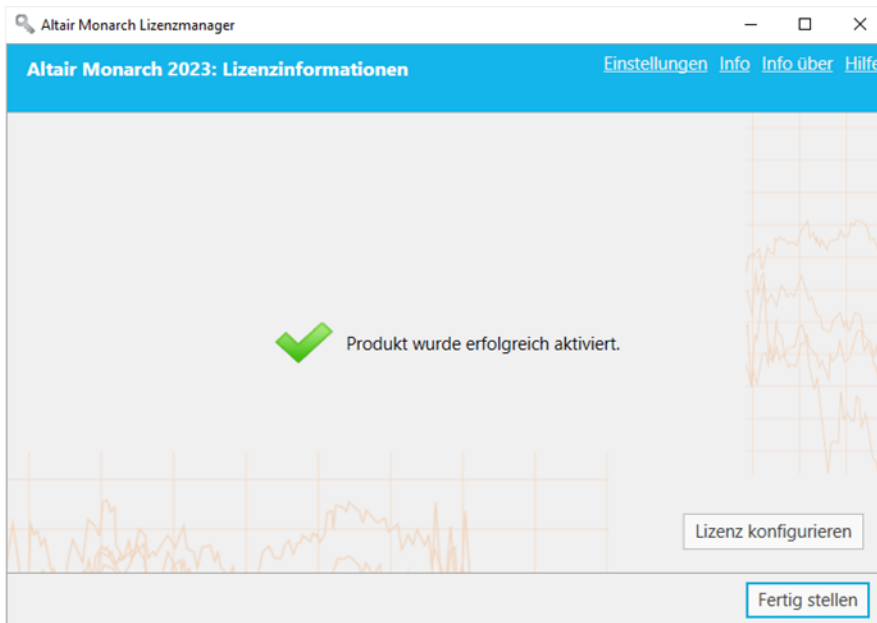 Altair Monarch Lizenzmanager
Altair Monarch 2023: Lizenzinformationen Einstellungen Info Info über Hilfe
Produkt wurde erfolgreich aktiviert.
Lizenz konfigurieren
Fertig stellen